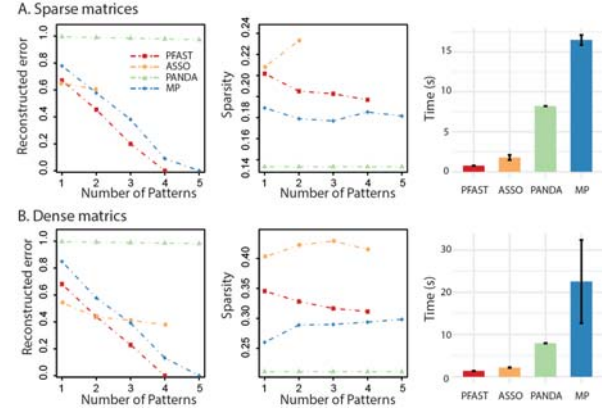 A. Sparse matrices
Reconstructed error
0.0 0.2 0.4 0.6 0.8 1.0
PFAST
ASSO
PANDA
MP
1 2 3 4 5
Number of Patterns
Sparsity
0.14 0.16 0.18 0.20 0.22 0.24
1 2 3 4 5
Number of Patterns
Time (s)
15
10
5
0
PFAST ASSO PANDA MP
B. Dense matrics
Reconstructed error
0.0 0.2 0.4 0.6 0.8 1.0
1 2 3 4 5
Number of Patterns
Sparsity
0.25 0.30 0.35 0.40
1 2 3 4 5
Number of Patterns
Time (s)
30
20
10
0
PFAST ASSO PANDA MP